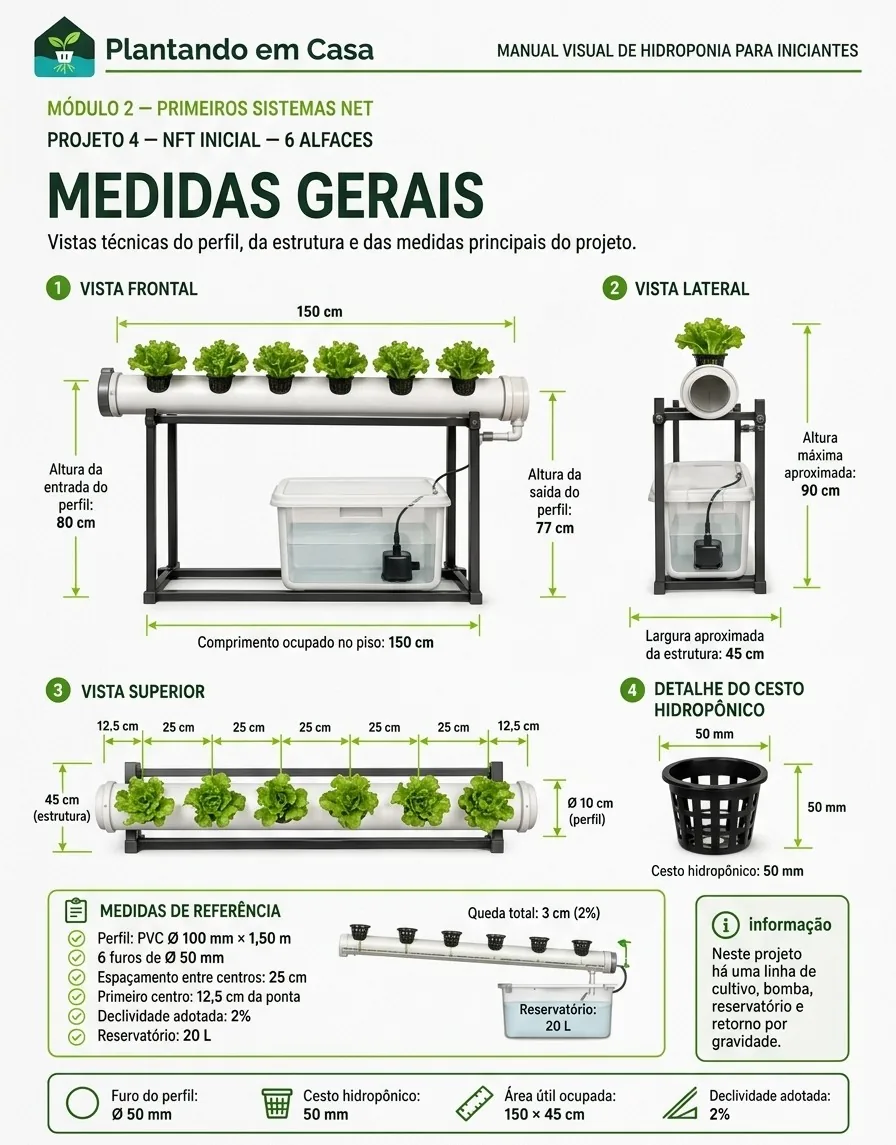 Plantando em Casa
MANUAL VISUAL DE HIDROPONIA PARA INICIANTES
MÓDULO 2 — PRIMEIROS SISTEMAS NET
PROJETO 4 — NFT INICIAL — 6 ALFACES
MEDIDAS GERAIS
Vistas técnicas do perfil, da estrutura e das medidas principais do projeto.
1 VISTA FRONTAL
150 cm
Altura da
entrada do
perfil:
80 cm
Altura da
saída do
perfil:
77 cm
Comprimento ocupado no piso: 150 cm
2 VISTA LATERAL
Altura
máxima
aproximada:
90 cm
Largura aproximada
da estrutura: 45 cm
3 VISTA SUPERIOR
12,5 cm 25 cm 25 cm 25 cm 25 cm 25 cm 12,5 cm
45 cm
(estrutura)
Ø 10 cm
(perfil)
4 DETALHE DO CESTO
HIDROPÔNICO
50 mm
50 mm
Cesto hidropônico: 50 mm
MEDIDAS DE REFERÊNCIA
Perfil: PVC Ø 100 mm × 1,50 m
6 furos de Ø 50 mm
Espaçamento entre centros: 25 cm
Primeiro centro: 12,5 cm da ponta
Declividade adotada: 2%
Reservatório: 20 L
Queda total: 3 cm (2%)
Reservatório:
20 L
i informação
Neste projeto
há uma linha de
cultivo, bomba,
reservatório e
retorno por
gravidade.
Furo do perfil:
Ø 50 mm
Cesto hidropônico:
50 mm
Área útil ocupada:
150 × 45 cm
Declividade adotada:
2%